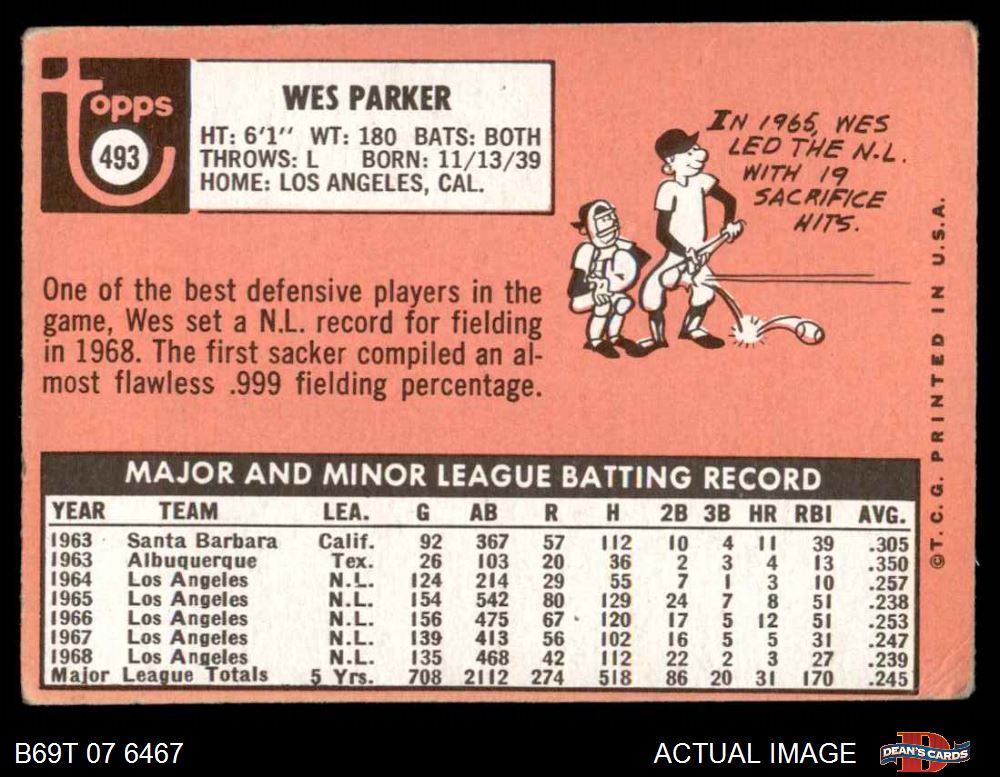 topps
493
WES PARKER
HT: 6'1" WT: 180 BATS: BOTH
THROWS: L BORN: 11/13/39
HOME: LOS ANGELES, CAL.
IN 1965, WES
LED THE N.L.
WITH 19
SACRIFICE
HITS.
One of the best defensive players in the
game, Wes set a N.L. record for fielding
in 1968. The first sacker compiled an al-
most flawless .999 fielding percentage.
MAJOR AND MINOR LEAGUE BATTING RECORD
YEAR TEAM LEA. G AB R H 2B 3B HR RBI AVG.
1963 Santa Barbara Calif. 92 367 57 112 10 4 11 39 .305
1963 Albuquerque Tex. 26 103 20 36 2 3 4 13 .350
1964 Los Angeles N.L. 124 214 29 55 7 1 3 10 .257
1965 Los Angeles N.L. 154 542 80 129 24 7 8 51 .238
1966 Los Angeles N.L. 156 475 67 120 17 5 12 51 .253
1967 Los Angeles N.L. 139 413 56 102 16 5 5 31 .247
1968 Los Angeles N.L. 135 468 42 112 22 2 3 27 .239
Major League Totals 5 Yrs. 708 2112 274 518 86 20 31 170 .245
©T.C.G. PRINTED IN U.S.A.
B69T 07 6467
ACTUAL IMAGE
DEAN'S CARDS